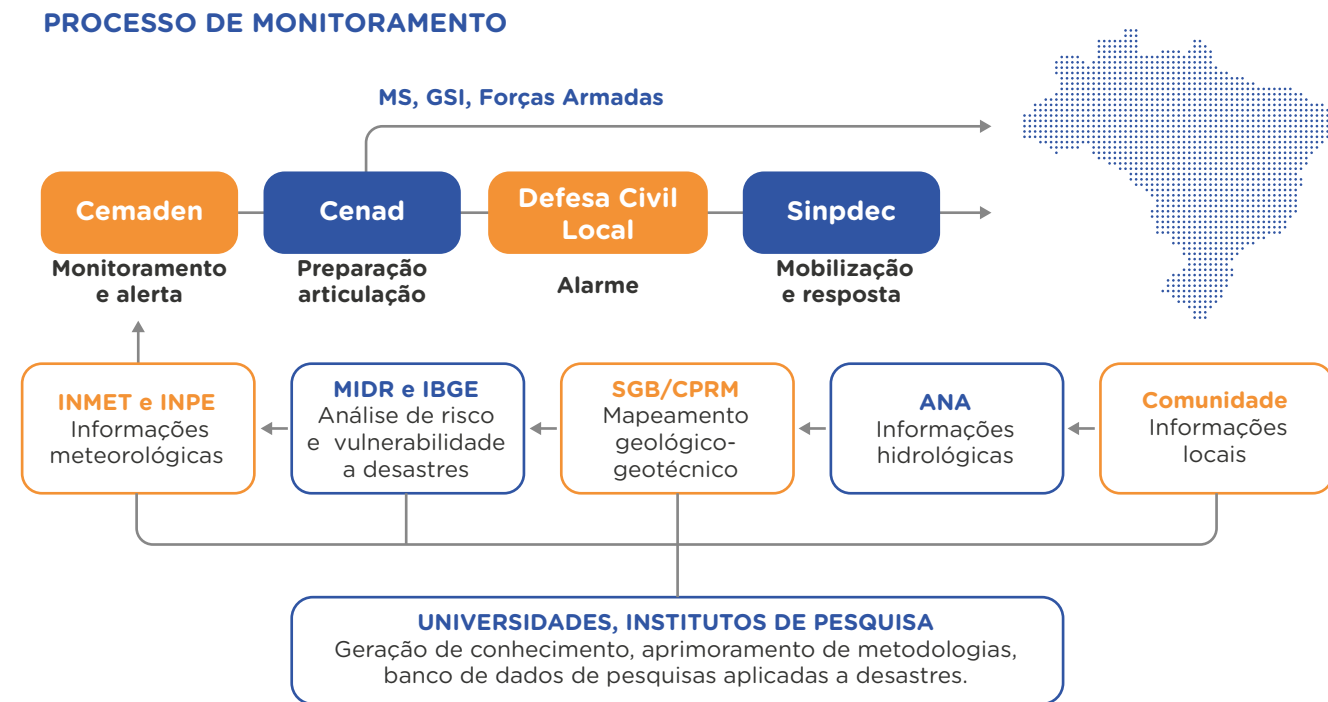 PROCESSO DE MONITORAMENTO
MS, GSI, Forças Armadas
Cemaden
Monitoramento
e alerta
Cenad
Preparação
articulação
Defesa Civil
Local
Alarme
Sinpdec
Mobilização
e resposta
INMET e INPE
Informações
meteorológicas
MIDR e IBGE
Análise de risco
e vulnerabilidade
a desastres
SGB/CPRM
Mapeamento
geológico-
geotécnico
ANA
Informações
hidrológicas
Comunidade
Informações
locais
UNIVERSIDADES, INSTITUTOS DE PESQUISA
Geração de conhecimento, aprimoramento de metodologias,
banco de dados de pesquisas aplicadas a desastres.